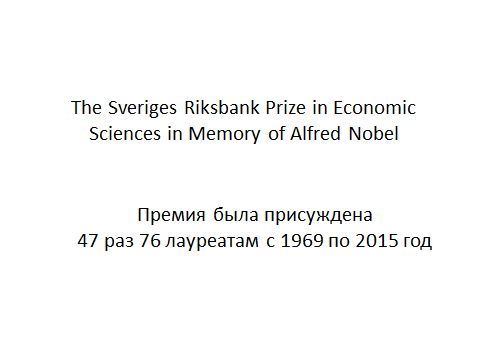 The Sveriges Riksbank Prize in Economic
Sciences in Memory of Alfred Nobel
Премия была присуждена
47 раз 76 лауреатам с 1969 по 2015 год